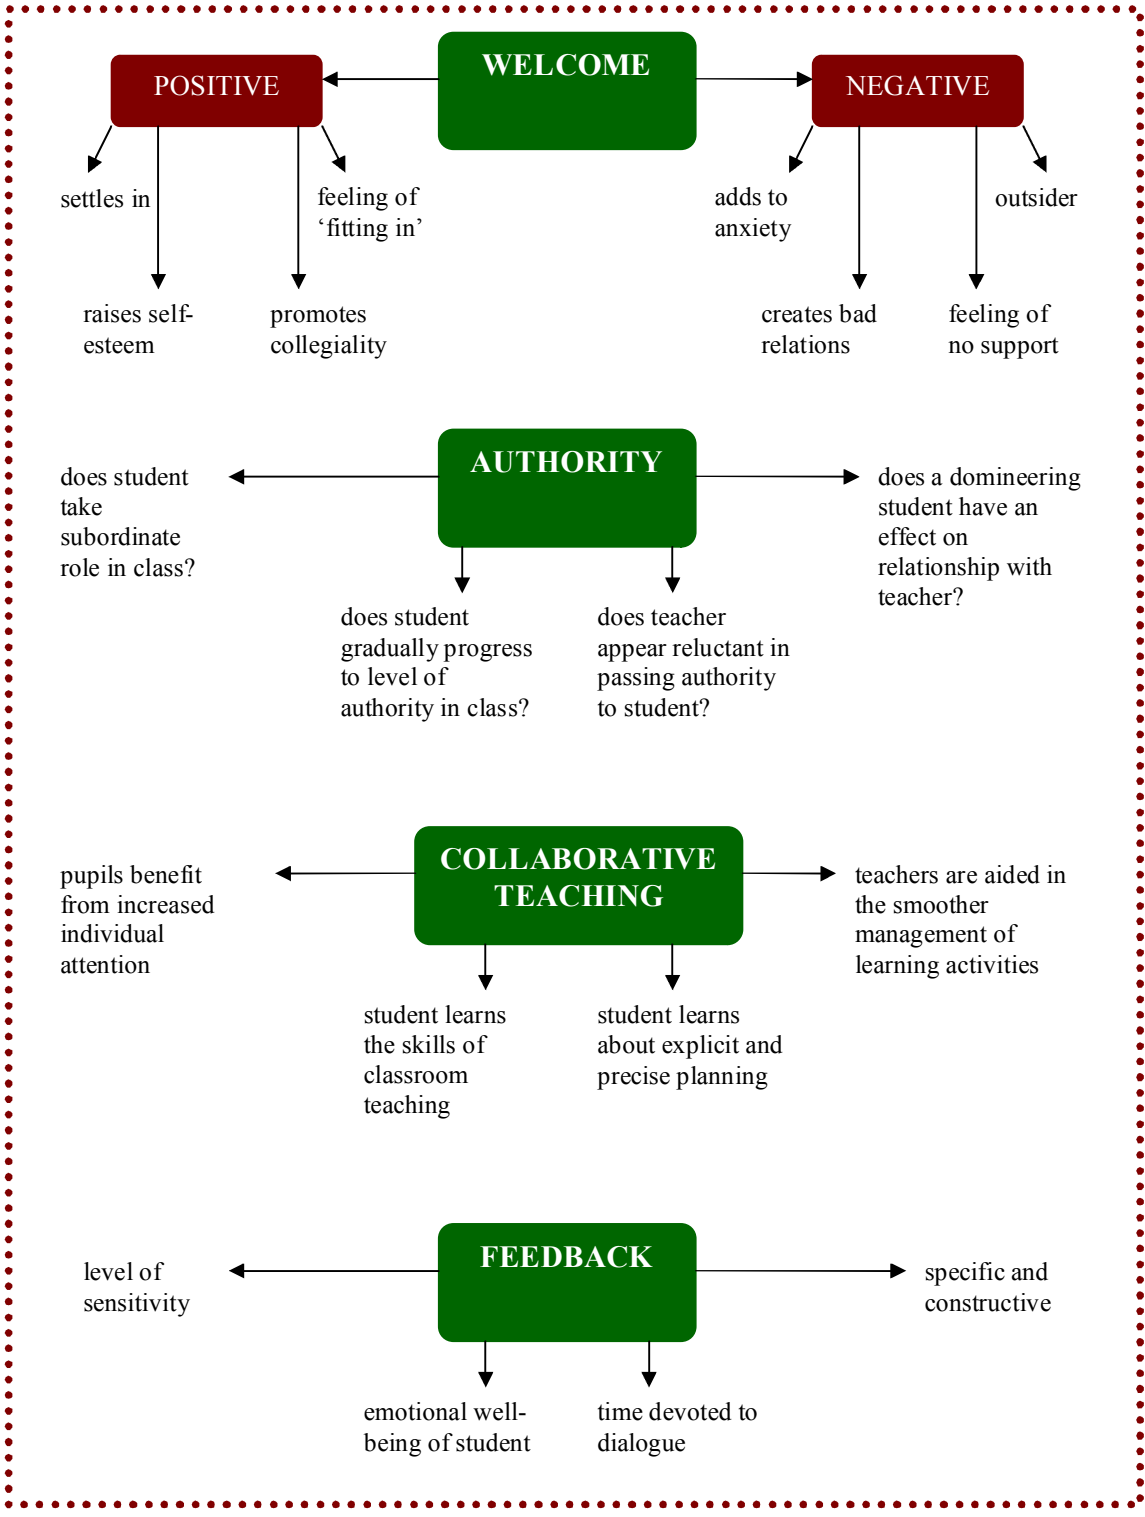 WELCOME
POSITIVE
NEGATIVE
settles in
feeling of
‘fitting in’
raises self-
esteem
promotes
collegiality
adds to
anxiety
outsider
creates bad
relations
feeling of
no support
AUTHORITY
does student
take
subordinate
role in class?
does student
gradually progress
to level of
authority in class?
does teacher
appear reluctant in
passing authority
to student?
does a domineering
student have an
effect on
relationship with
teacher?
COLLABORATIVE
TEACHING
pupils benefit
from increased
individual
attention
student learns
the skills of
classroom
teaching
student learns
about explicit and
precise planning
teachers are aided in
the smoother
management of
learning activities
FEEDBACK
level of
sensitivity
emotional well-
being of student
time devoted to
dialogue
specific and
constructive